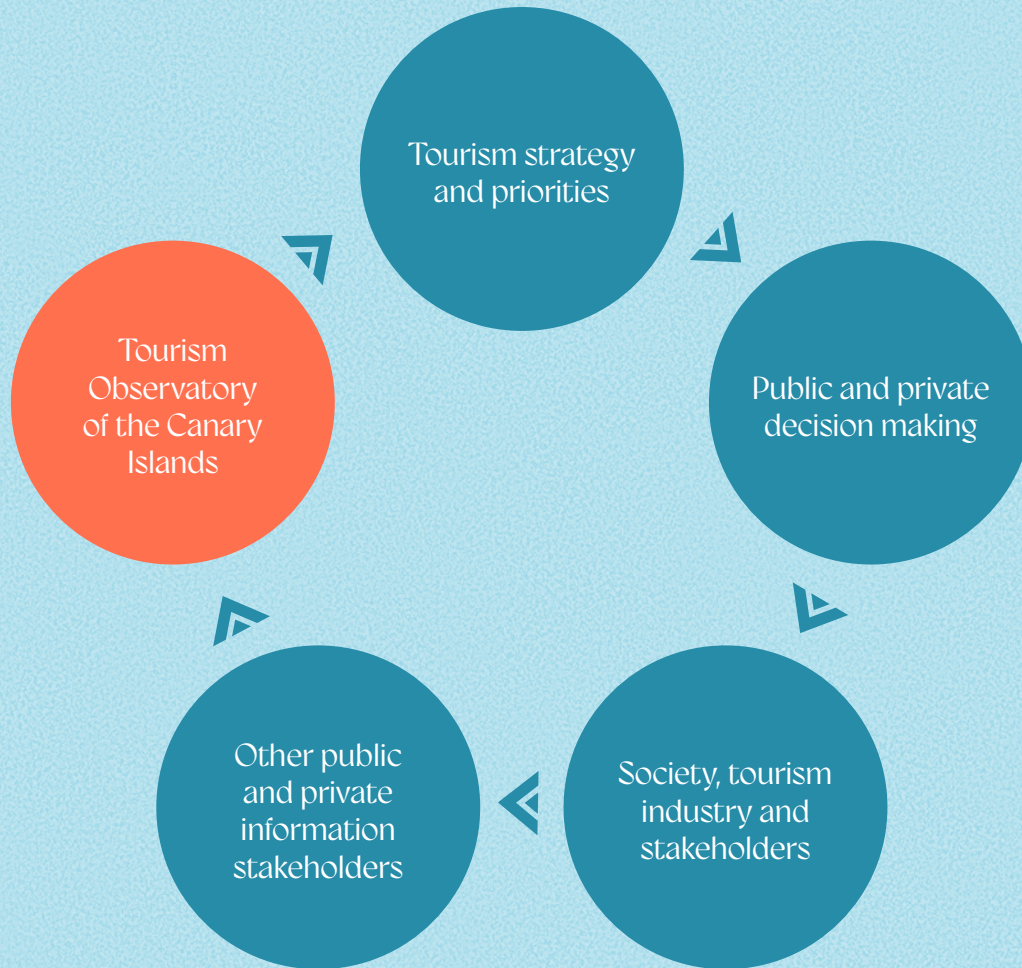 Tourism strategy
and priorities
Tourism
Observatory
of the Canary
Islands
Public and private
decision making
Other public
and private
information
stakeholders
Society, tourism
industry and
stakeholders